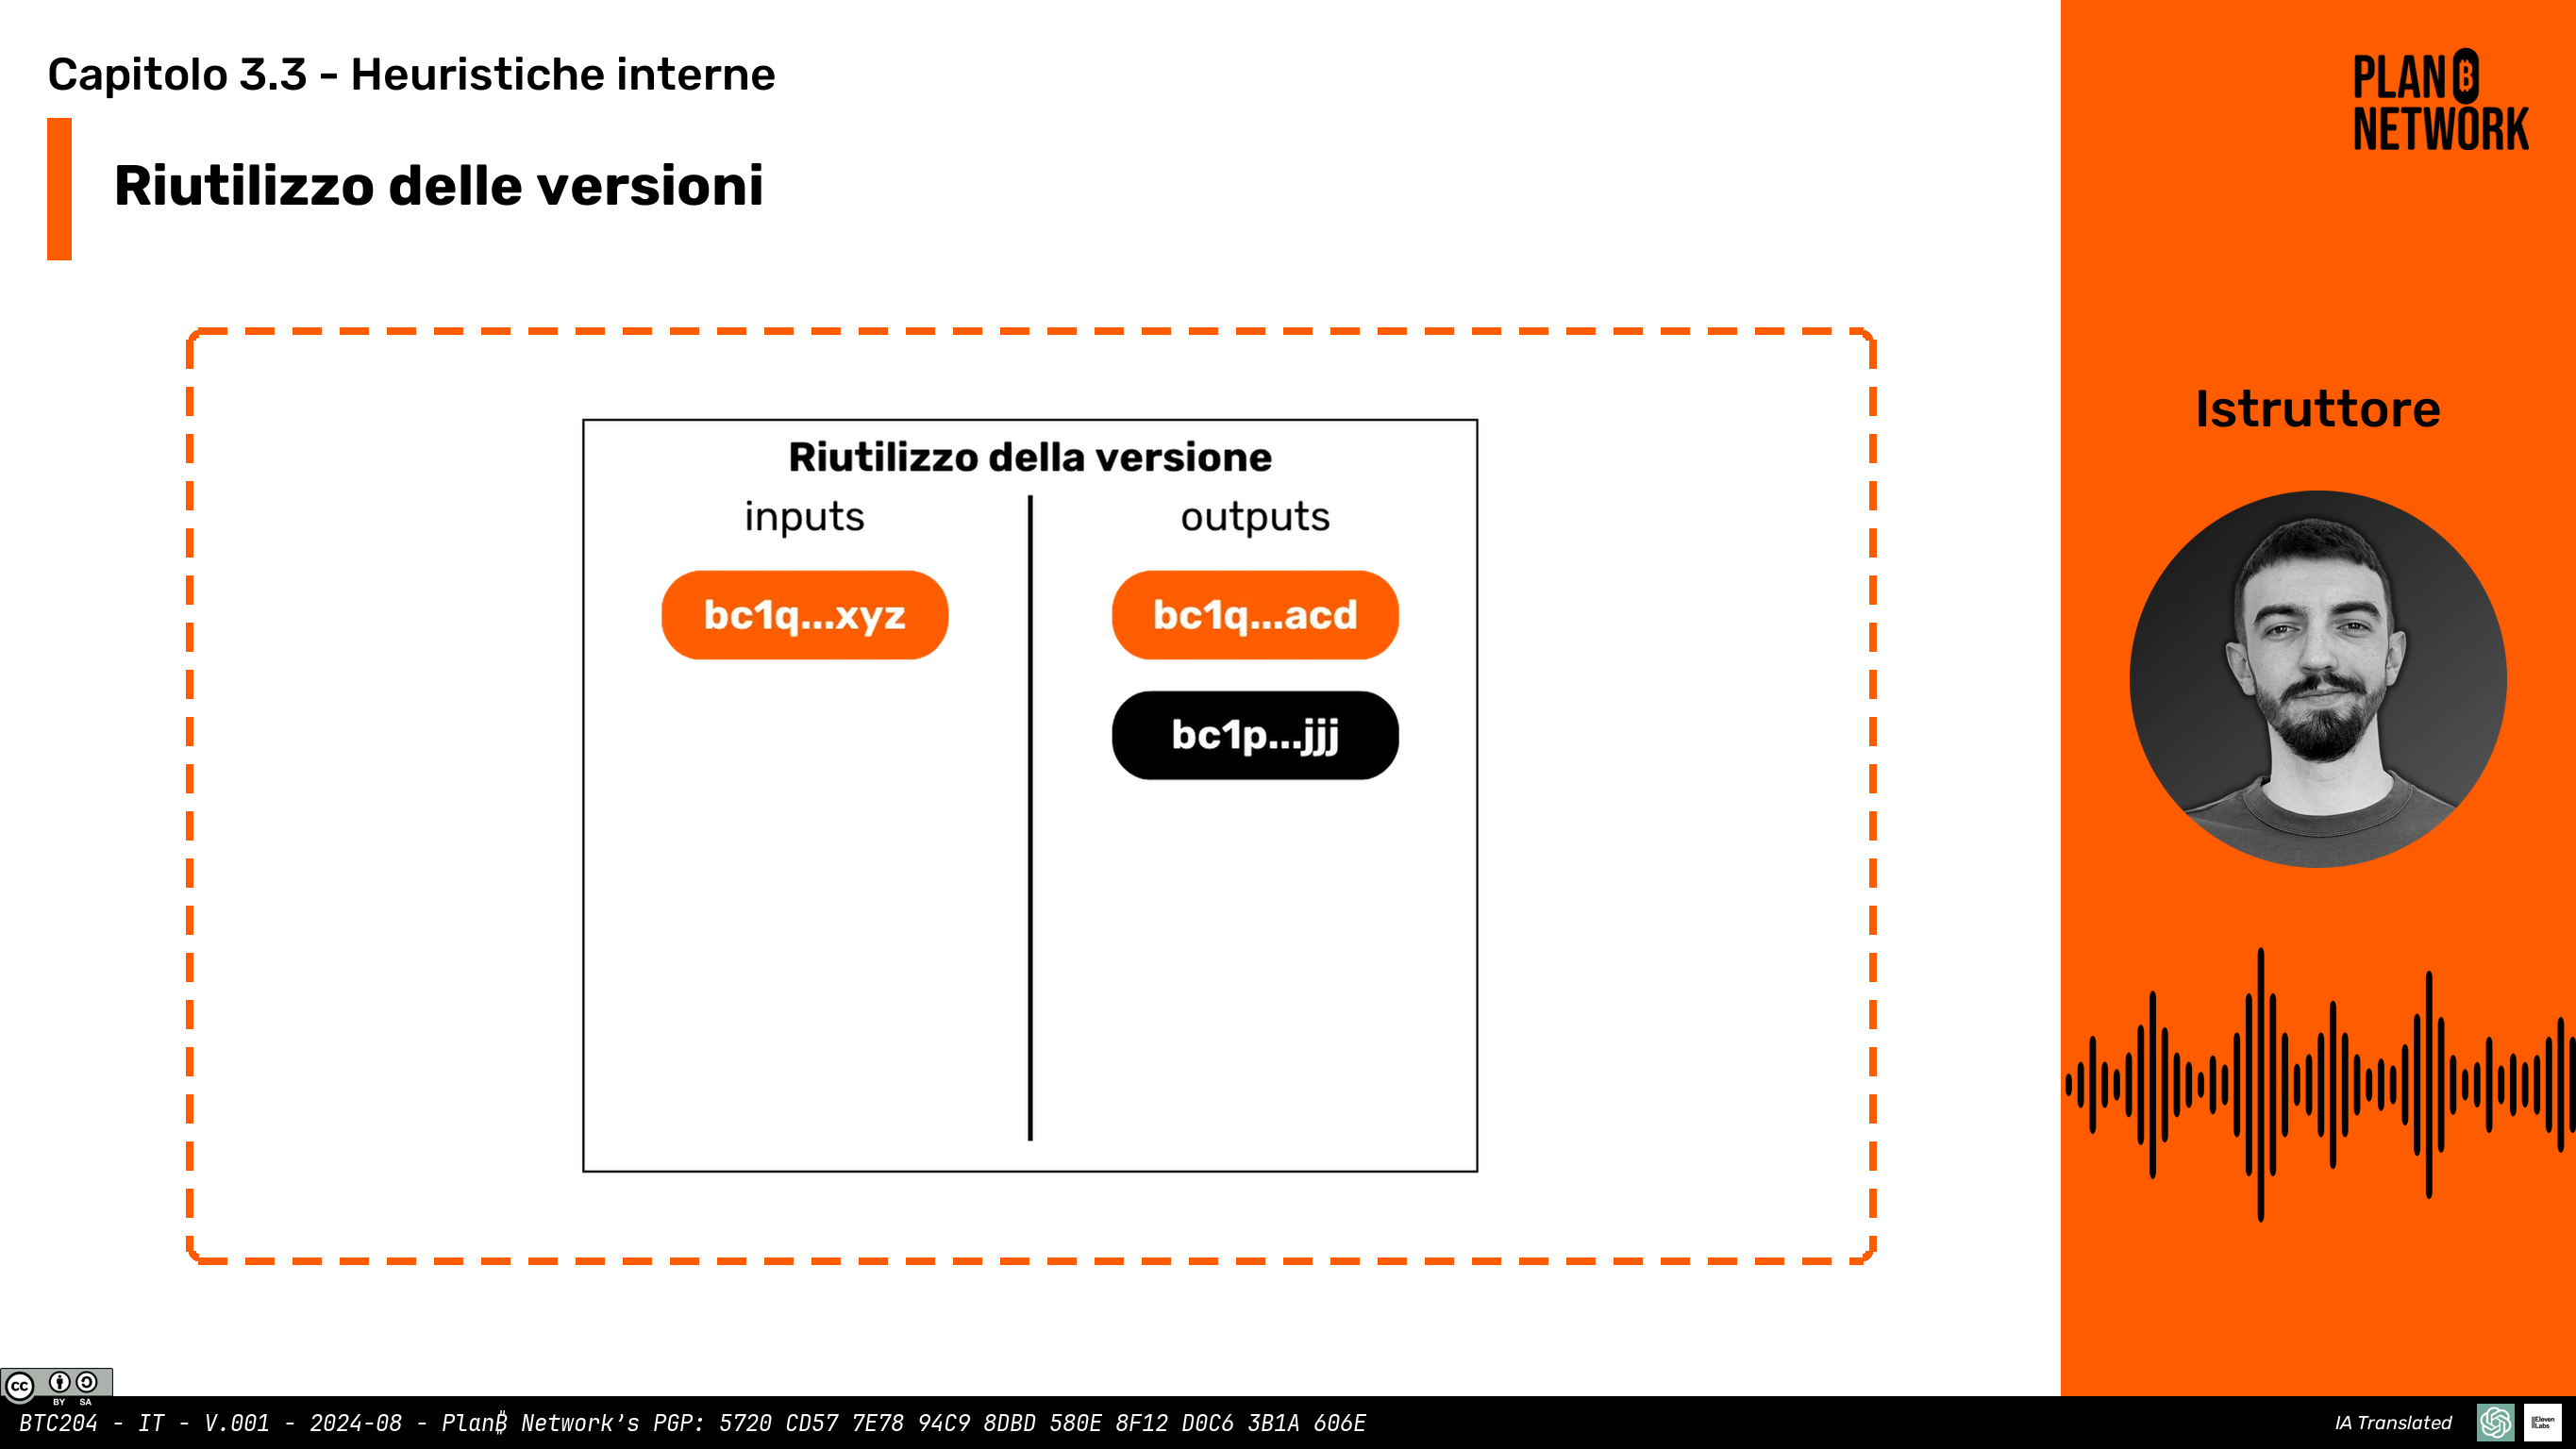 Capitolo 3.3 - Heuristiche interne
Riutilizzo delle versioni
PLAN ₿
NETWORK
Istruttore
Riutilizzo della versione
inputs
outputs
bc1q...xyz
bc1q...acd
bc1p...jjj
cc
BY SA
BTC204 - IT - V.001 - 2024-08 - Plan₿ Network's PGP: 5720 CD57 7E78 94C9 8DBD 580E 8F12 D0C6 3B1A 606E
IA Translated
IIElevenLabs